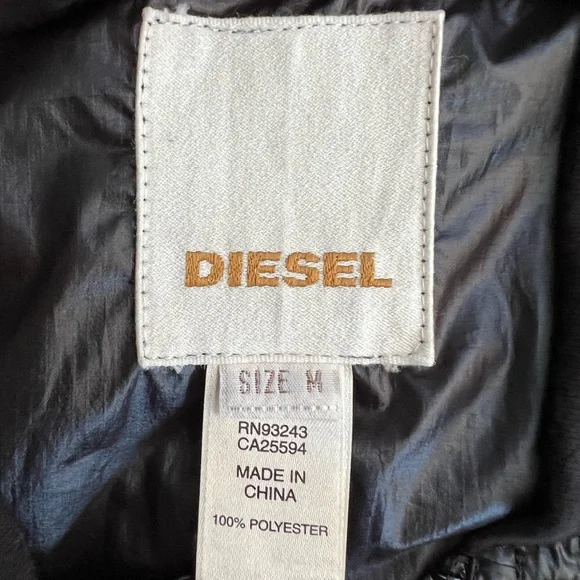 DIESEL
SIZE M
RN93243
CA25594
MADE IN
CHINA
100% POLYESTER